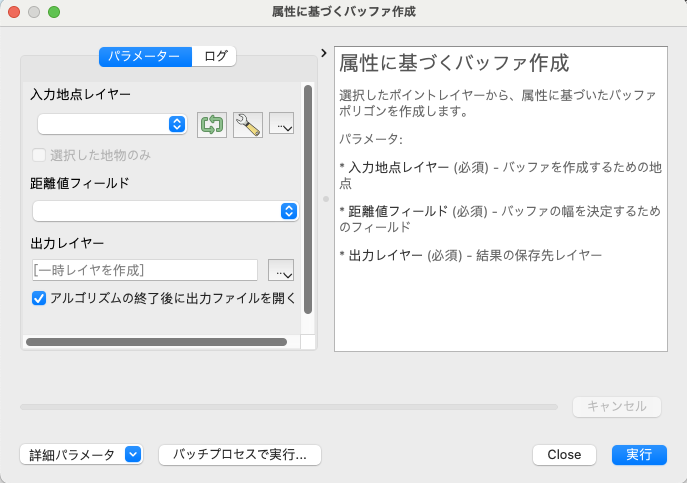 属性に基づくバッファ作成
パラメーター
ログ
入力地点レイヤー
...
選択した地物のみ
距離値フィールド
出力レイヤー
[一時レイヤを作成]
...
アルゴリズムの終了後に出力ファイルを開く
属性に基づくバッファ作成
選択したポイントレイヤーから、属性に基づいたバッファ
ポリゴンを作成します。
パラメータ:
* 入力地点レイヤー (必須) – バッファを作成するための地
点
* 距離値フィールド (必須) – バッファの幅を決定するため
のフィールド
* 出力レイヤー (必須) – 結果の保存先レイヤー
キャンセル
詳細パラメータ
バッチプロセスで実行...
Close
実行